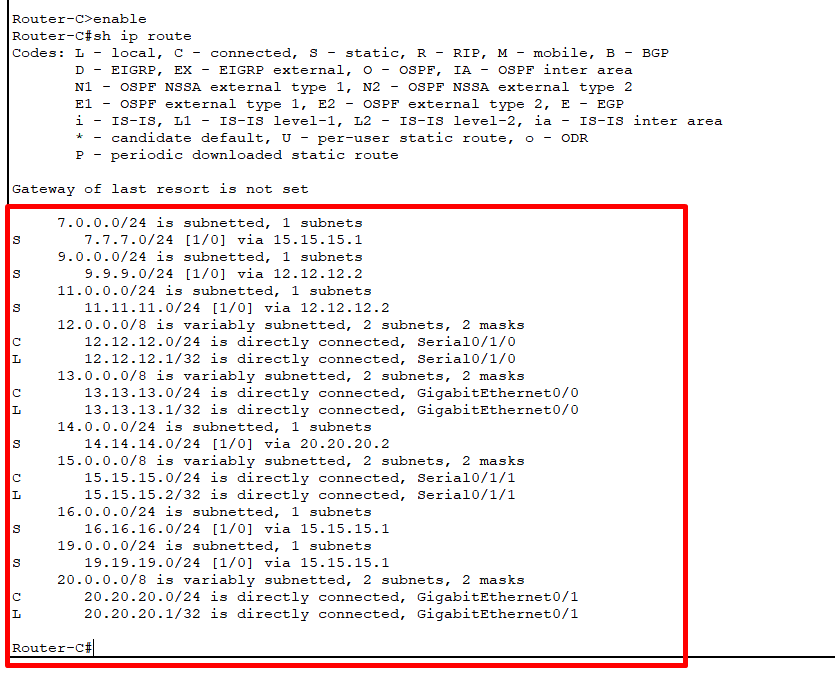 Router-C>enable
Router-C#sh ip route
Codes: L - local, C - connected, S - static, R - RIP, M - mobile, B - BGP
       D - EIGRP, EX - EIGRP external, O - OSPF, IA - OSPF inter area
       N1 - OSPF NSSA external type 1, N2 - OSPF NSSA external type 2
       E1 - OSPF external type 1, E2 - OSPF external type 2, E - EGP
       i - IS-IS, L1 - IS-IS level-1, L2 - IS-IS level-2, ia - IS-IS inter area
       * - candidate default, U - per-user static route, o - ODR
       P - periodic downloaded static route

Gateway of last resort is not set

     7.0.0.0/24 is subnetted, 1 subnets
S       7.7.7.0/24 [1/0] via 15.15.15.1
     9.0.0.0/24 is subnetted, 1 subnets
S       9.9.9.0/24 [1/0] via 12.12.12.2
     11.0.0.0/24 is subnetted, 1 subnets
S       11.11.11.0/24 [1/0] via 12.12.12.2
     12.0.0.0/8 is variably subnetted, 2 subnets, 2 masks
C       12.12.12.0/24 is directly connected, Serial0/1/0
L       12.12.12.1/32 is directly connected, Serial0/1/0
     13.0.0.0/8 is variably subnetted, 2 subnets, 2 masks
C       13.13.13.0/24 is directly connected, GigabitEthernet0/0
L       13.13.13.1/32 is directly connected, GigabitEthernet0/0
     14.0.0.0/24 is subnetted, 1 subnets
S       14.14.14.0/24 [1/0] via 20.20.20.2
     15.0.0.0/8 is variably subnetted, 2 subnets, 2 masks
C       15.15.15.0/24 is directly connected, Serial0/1/1
L       15.15.15.2/32 is directly connected, Serial0/1/1
     16.0.0.0/24 is subnetted, 1 subnets
S       16.16.16.0/24 [1/0] via 15.15.15.1
     19.0.0.0/24 is subnetted, 1 subnets
S       19.19.19.0/24 [1/0] via 15.15.15.1
     20.0.0.0/8 is variably subnetted, 2 subnets, 2 masks
C       20.20.20.0/24 is directly connected, GigabitEthernet0/1
L       20.20.20.1/32 is directly connected, GigabitEthernet0/1

Router-C#